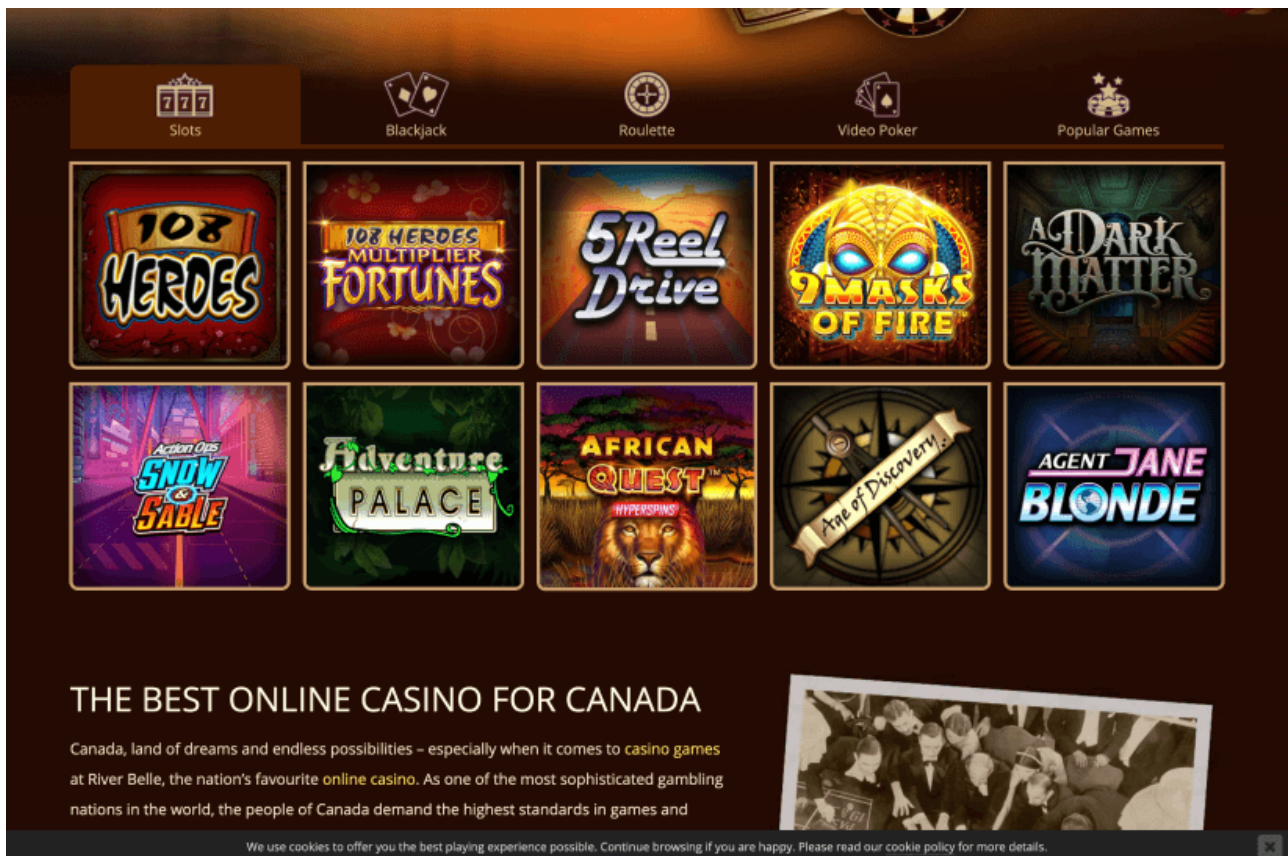 777
Slots
Blackjack
Roulette
Video Poker
Popular Games
108
HEROES
108 HEROES
MULTIPLIER
FORTUNES
5Reel
Drive
9 MASKS
OF FIRE™
A DARK
MATTER
Action Ops
SNOW
&
SABLE
Adventure
PALACE
AFRICAN
QUEST™
HYPERSPINS
Age of Discovery
AGENT JANE
BLONDE
THE BEST ONLINE CASINO FOR CANADA
Canada, land of dreams and endless possibilities – especially when it comes to casino games
at River Belle, the nation's favourite online casino. As one of the most sophisticated gambling
nations in the world, the people of Canada demand the highest standards in games and
We use cookies to offer you the best playing experience possible. Continue browsing if you are happy. Please read our cookie policy for more details.